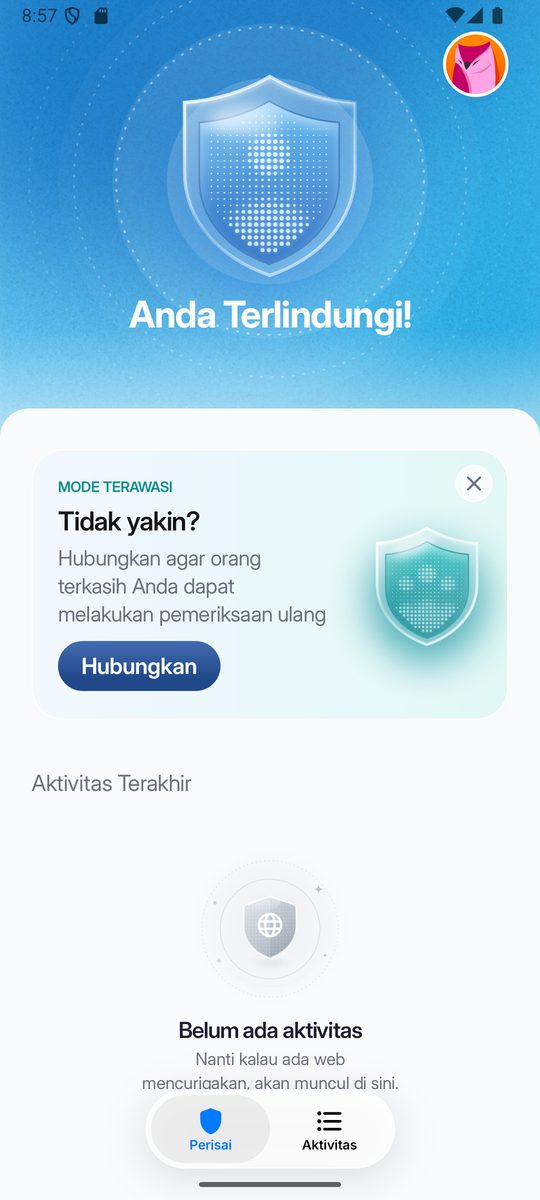 8:57
Anda Terlindungi!
MODE TERAWASI
Tidak yakin?
Hubungkan agar orang
terkasih Anda dapat
melakukan pemeriksaan ulang
Hubungkan
Aktivitas Terakhir
Belum ada aktivitas
Nanti kalau ada web
mencurigakan, akan muncul di sini.
Perisai
Aktivitas